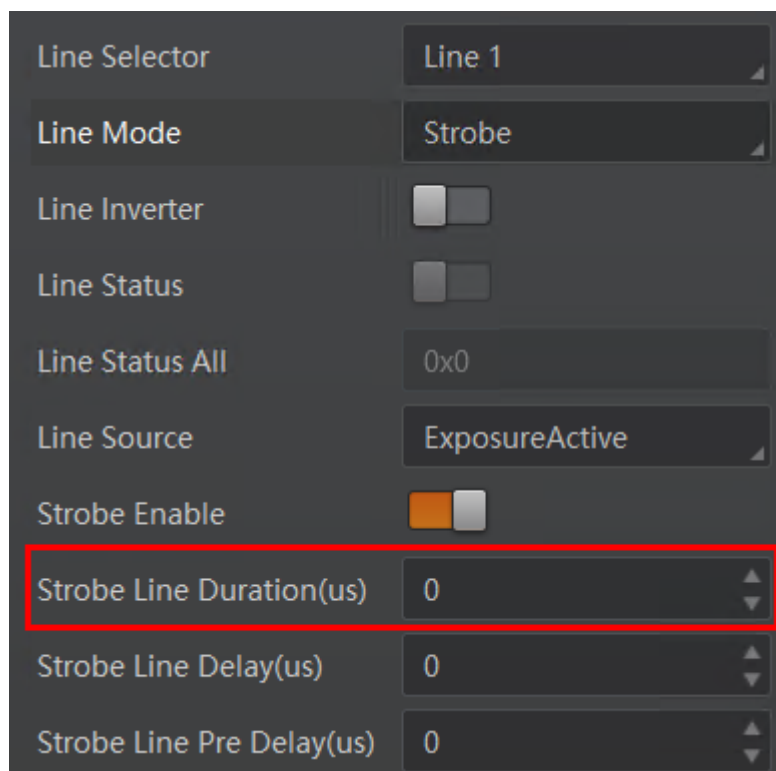 Line Selector Line 1
Line Mode Strobe
Line Inverter
Line Status
Line Status All 0x0
Line Source ExposureActive
Strobe Enable
Strobe Line Duration(us) 0
Strobe Line Delay(us) 0
Strobe Line Pre Delay(us) 0